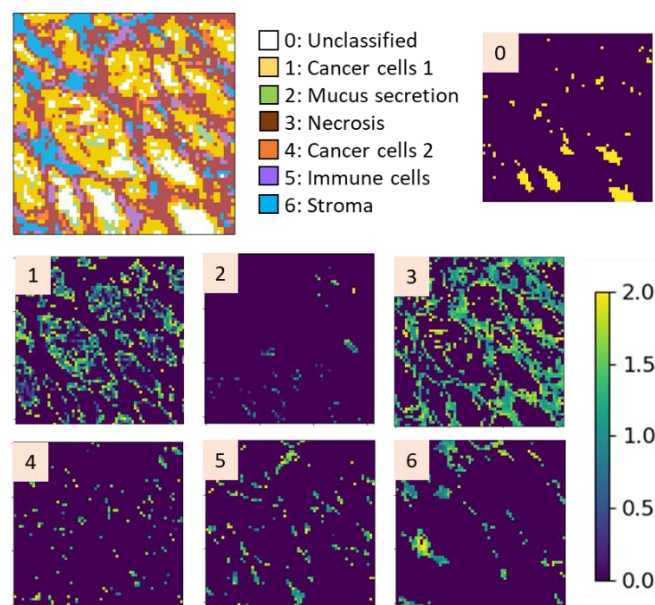 0: Unclassified
1: Cancer cells 1
2: Mucus secretion
3: Necrosis
4: Cancer cells 2
5: Immune cells
6: Stroma
0
1
2
3
2.0
1.5
1.0
0.5
0.0
4
5
6